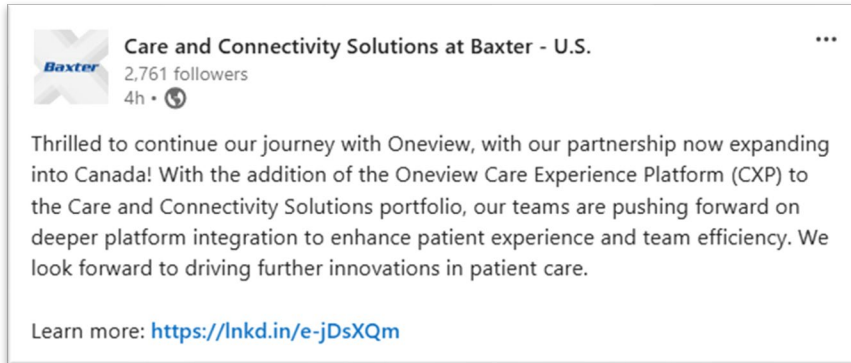 Baxter
Care and Connectivity Solutions at Baxter - U.S.
2,761 followers
4h •
Thrilled to continue our journey with Oneview, with our partnership now expanding
into Canada! With the addition of the Oneview Care Experience Platform (CXP) to
the Care and Connectivity Solutions portfolio, our teams are pushing forward on
deeper platform integration to enhance patient experience and team efficiency. We
look forward to driving further innovations in patient care.
Learn more: https://lnkd.in/e-jDsXQm